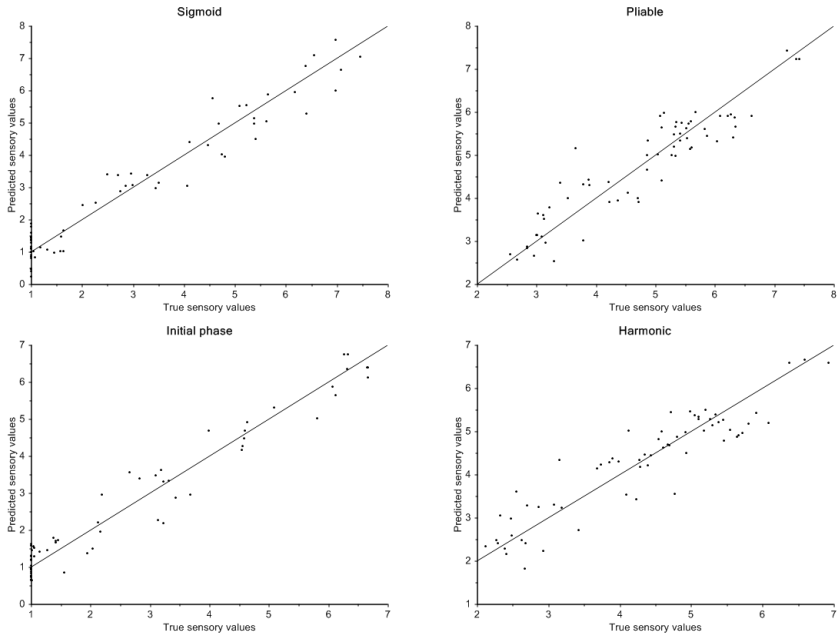 Sigmoid
Predicted sensory values
8
7
6
5
4
3
2
1
0
1 2 3 4 5 6 7 8
True sensory values
Pliable
Predicted sensory values
8
7
6
5
4
3
2
2 3 4 5 6 7 8
True sensory values
Initial phase
Predicted sensory values
7
6
5
4
3
2
1
0
1 2 3 4 5 6 7
True sensory values
Harmonic
Predicted sensory values
7
6
5
4
3
2
1
2 3 4 5 6 7
True sensory values